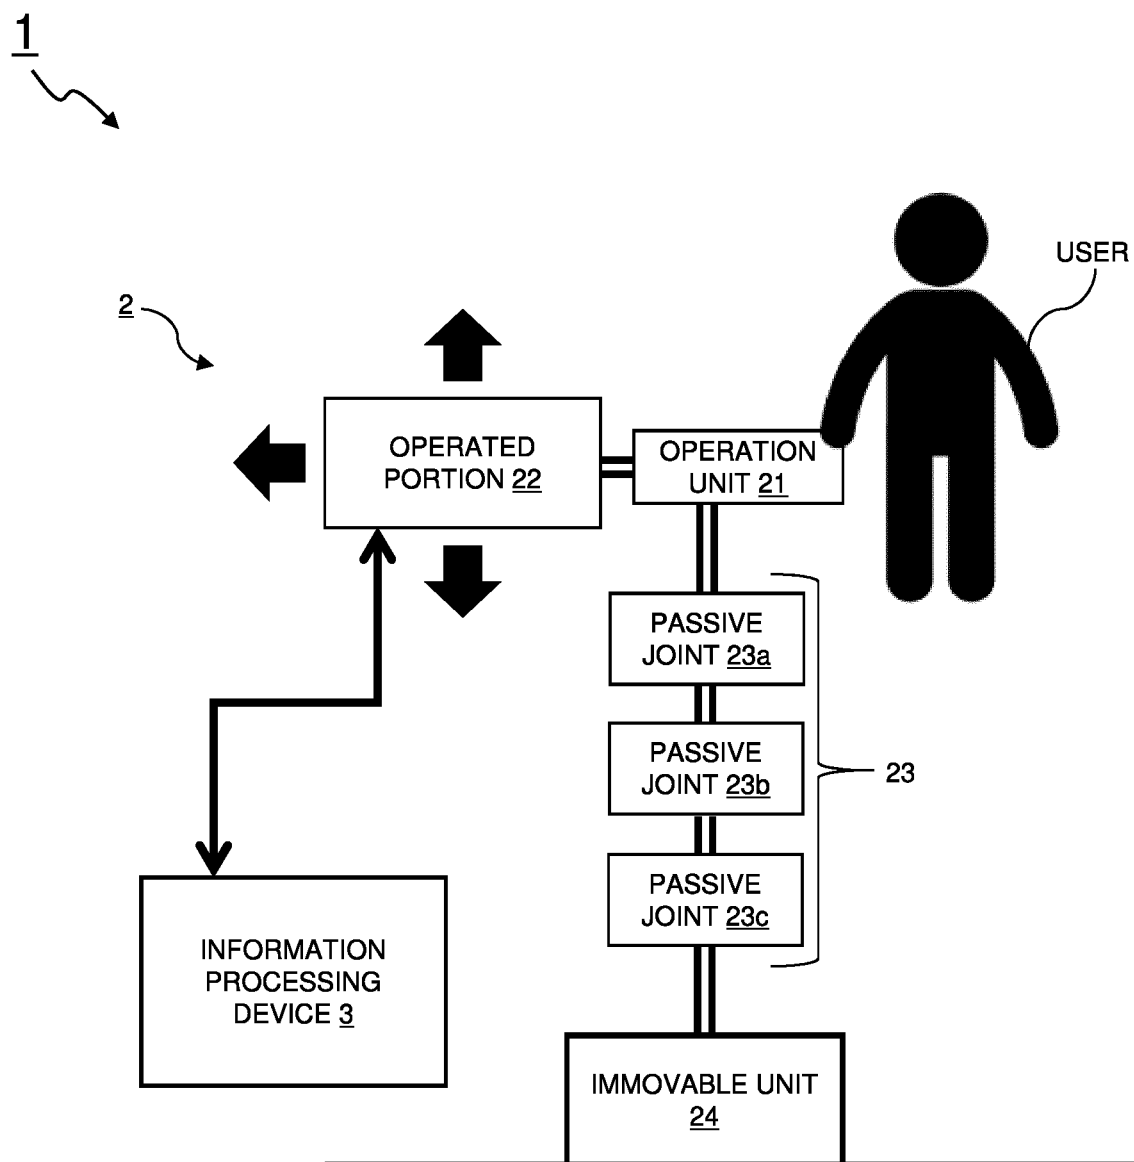 1
USER
2
OPERATED
PORTION 22
OPERATION
UNIT 21
PASSIVE
JOINT 23a
PASSIVE
JOINT 23b
23
PASSIVE
JOINT 23c
INFORMATION
PROCESSING
DEVICE 3
IMMOVABLE UNIT
24